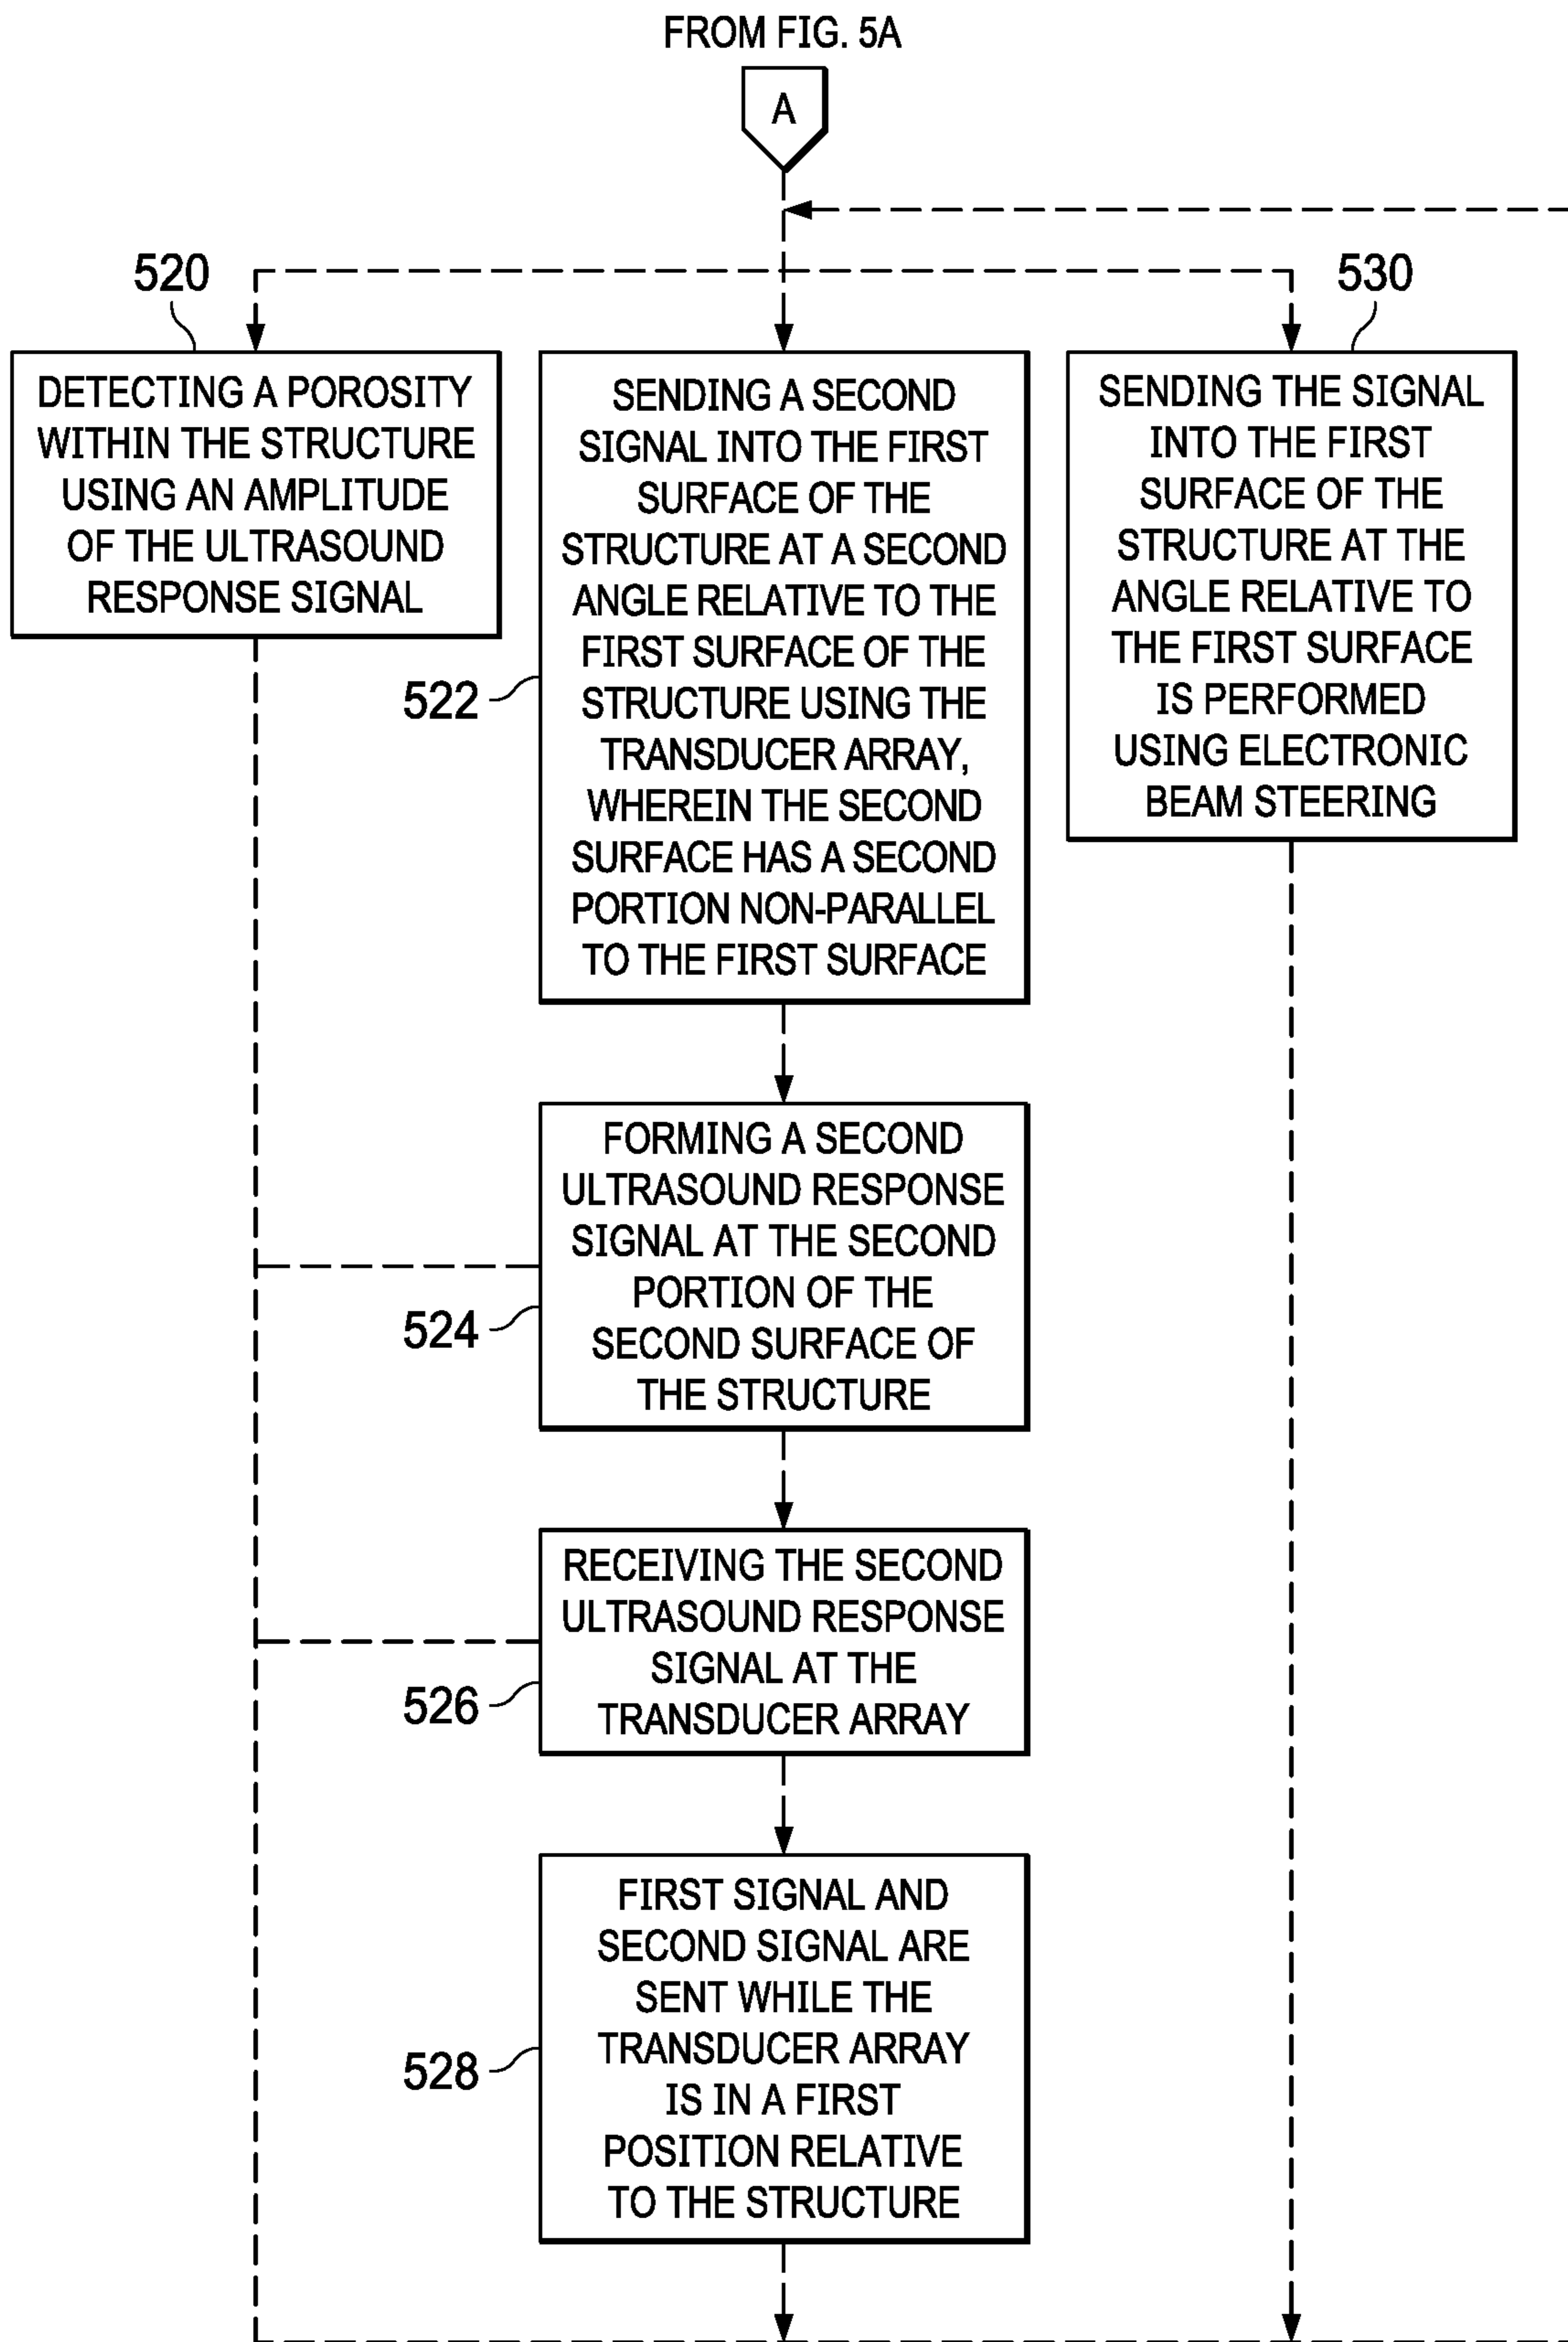 FROM FIG. 5A
A
520
DETECTING A POROSITY
WITHIN THE STRUCTURE
USING AN AMPLITUDE
OF THE ULTRASOUND
RESPONSE SIGNAL
522
SENDING A SECOND
SIGNAL INTO THE FIRST
SURFACE OF THE
STRUCTURE AT A SECOND
ANGLE RELATIVE TO THE
FIRST SURFACE OF THE
STRUCTURE USING THE
TRANSDUCER ARRAY,
WHEREIN THE SECOND
SURFACE HAS A SECOND
PORTION NON-PARALLEL
TO THE FIRST SURFACE
530
SENDING THE SIGNAL
INTO THE FIRST
SURFACE OF THE
STRUCTURE AT THE
ANGLE RELATIVE TO
THE FIRST SURFACE
IS PERFORMED
USING ELECTRONIC
BEAM STEERING
524
FORMING A SECOND
ULTRASOUND RESPONSE
SIGNAL AT THE SECOND
PORTION OF THE
SECOND SURFACE OF
THE STRUCTURE
526
RECEIVING THE SECOND
ULTRASOUND RESPONSE
SIGNAL AT THE
TRANSDUCER ARRAY
528
FIRST SIGNAL AND
SECOND SIGNAL ARE
SENT WHILE THE
TRANSDUCER ARRAY
IS IN A FIRST
POSITION RELATIVE
TO THE STRUCTURE